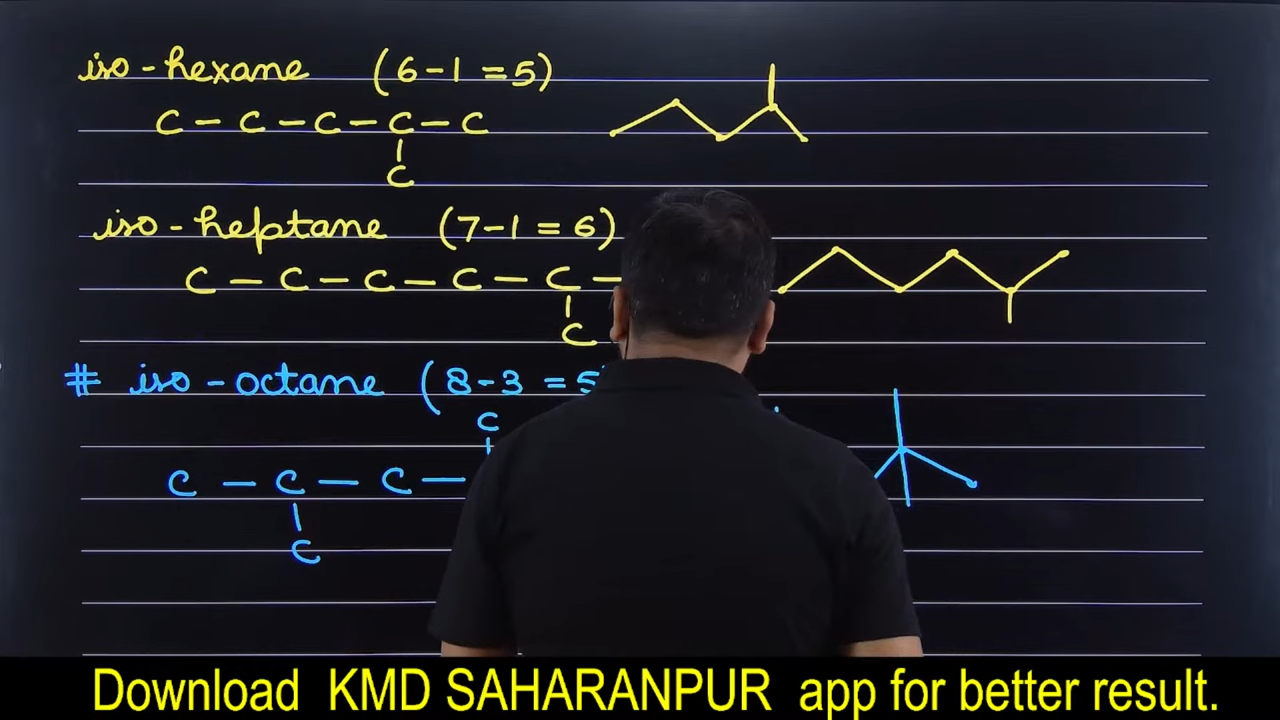 iso-hexane (6-1=5)
C - C - C - C - C
C
iso-heptane (7-1=6)
C - C - C - C - C -
C
# iso-octane (8-3=5)
C
C - C - C -
C
Download KMD SAHARANPUR app for better result.